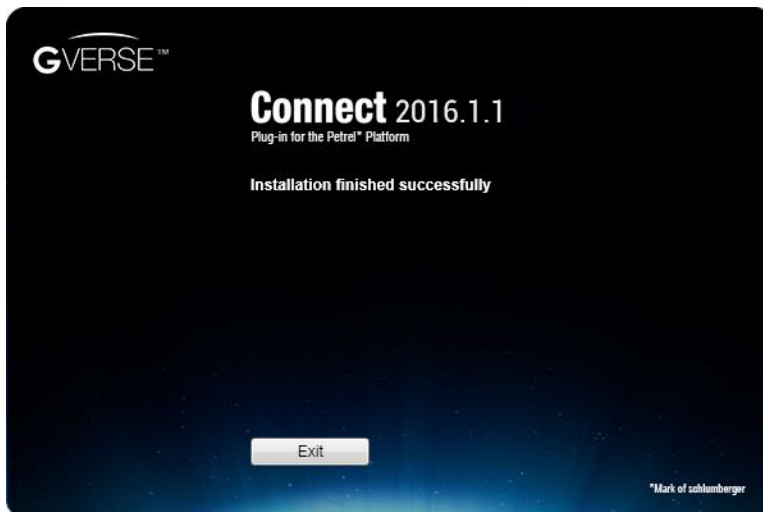 GVERSE™
Connect 2016.1.1
Plug-in for the Petrel* Platform
Installation finished successfully
Exit
*Mark of schlumberger